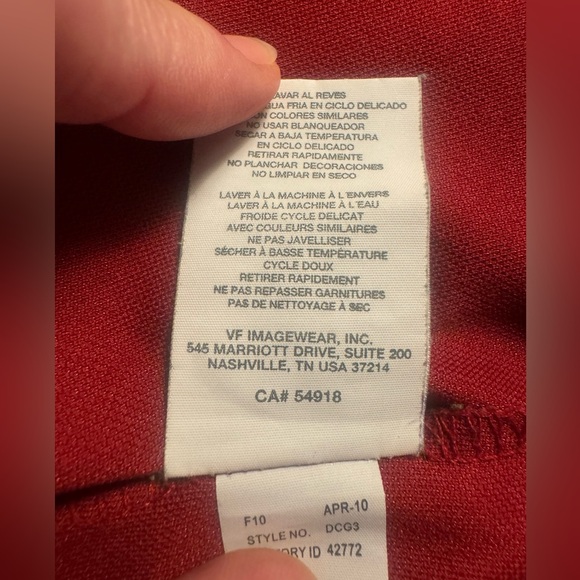 LAVAR AL REVES
AGUA FRIA EN CICLO DELICADO
CON COLORES SIMILARES
NO USAR BLANQUEADOR
SECAR A BAJA TEMPERATURA
EN CICLO DELICADO
RETIRAR RAPIDAMENTE
NO PLANCHAR DECORACIONES
NO LIMPIAR EN SECO
LAVER À LA MACHINE À L'ENVERS
LAVER À LA MACHINE À L'EAU
FROIDE CYCLE DELICAT
AVEC COULEURS SIMILAIRES
NE PAS JAVELLISER
SÉCHER À BASSE TEMPÉRATURE
CYCLE DOUX
RETIRER RAPIDEMENT
NE PAS REPASSER GARNITURES
PAS DE NETTOYAGE À SEC
VF IMAGEWEAR, INC.
545 MARRIOTT DRIVE, SUITE 200
NASHVILLE, TN USA 37214
CA# 54918
F10 APR-10
STYLE NO. DCG3
ID 42772